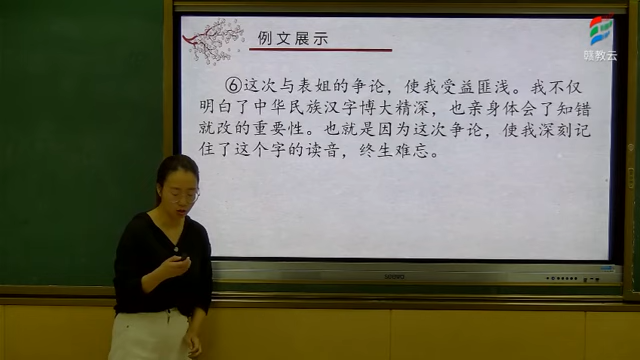 例文展示
赣教云
⑥这次与表姐的争论，使我受益匪浅。我不仅
明白了中华民族汉字博大精深，也亲身体会了知错
就改的重要性。也就是因为这次争论，使我深刻记
住了这个字的读音，终生难忘。